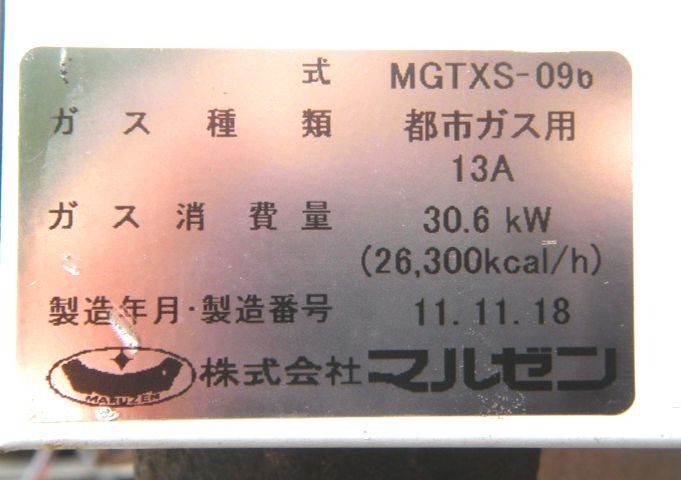 式 MGTXS-096
ガス種類 都市ガス用
13A
ガス消費量 30.6 kW
(26,300kcal/h)
製造年月・製造番号 11.11.18
MARUZEN 株式会社 マルゼン